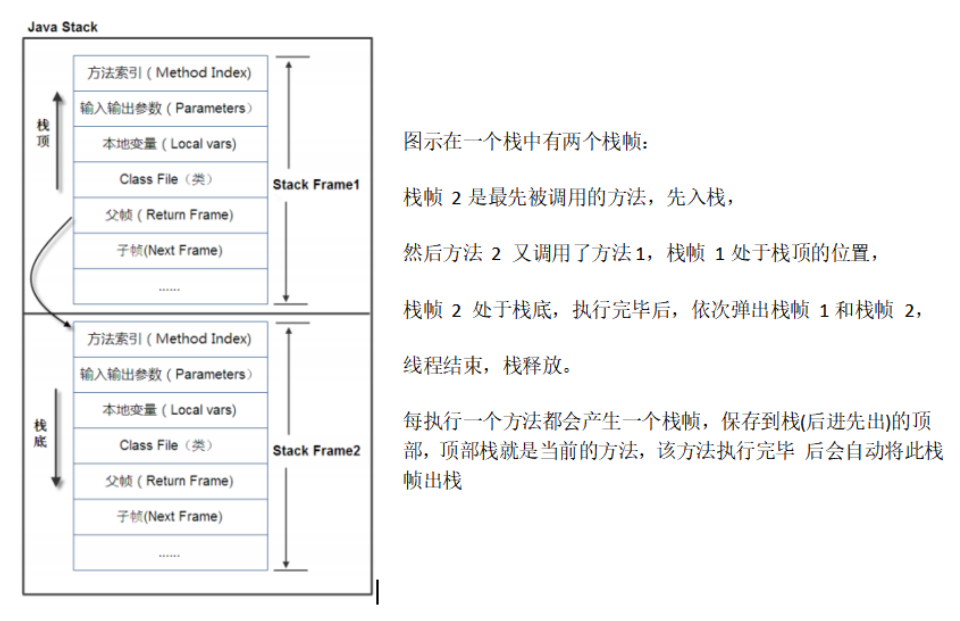 Java Stack
方法索引 ( Method Index)
输入输出参数 ( Parameters )
本地变量 ( Local vars)
Class File（类）
父帧 ( Return Frame)
子帧(Next Frame)
......
栈顶
Stack Frame1
方法索引 ( Method Index)
输入输出参数 ( Parameters )
本地变量 ( Local vars)
Class File（类）
父帧 ( Return Frame)
子帧(Next Frame)
......
栈底
Stack Frame2
图示在一个栈中有两个栈帧：
栈帧 2 是最先被调用的方法，先入栈，
然后方法 2 又调用了方法1，栈帧 1 处于栈顶的位置，
栈帧 2 处于栈底，执行完毕后，依次弹出栈帧 1 和栈帧 2，
线程结束，栈释放。
每执行一个方法都会产生一个栈帧，保存到栈(后进先出)的顶
部，顶部栈就是当前的方法，该方法执行完毕 后会自动将此栈
帧出栈